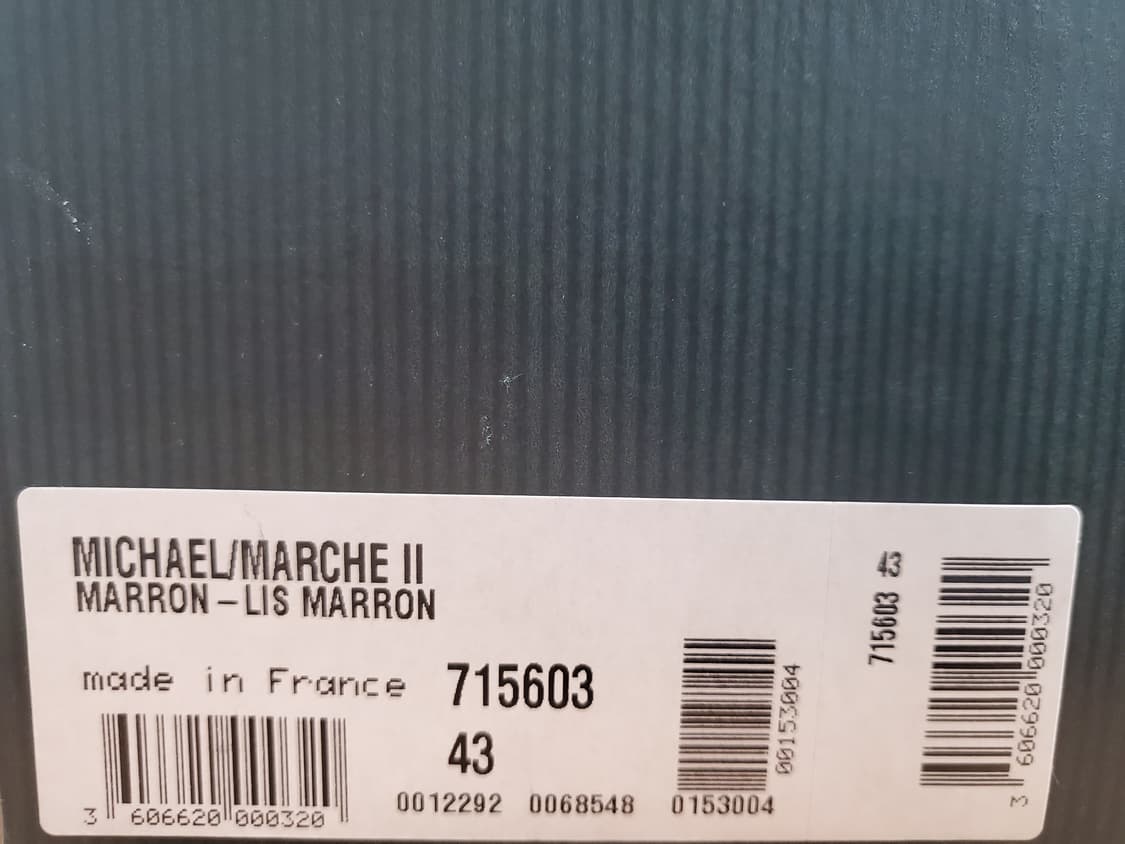 MICHAEL/MARCHE II
MARRON – LIS MARRON
made in France
715603
43
3 606620 000320
0012292 0068548 0153004
00153004
715603 43
3 606620 000320